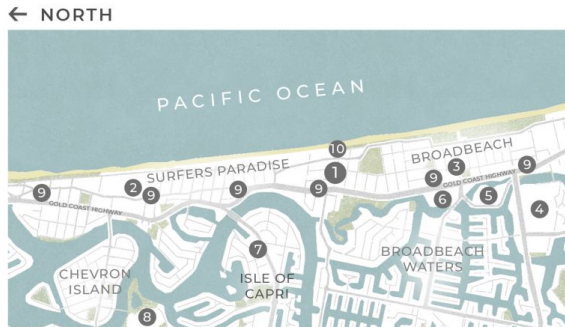 ← NORTH
PACIFIC OCEAN
10
BROADBEACH
SURFERS PARADISE
1
3
9
9
2
9
9
9
9
GOLD COAST HIGHWAY
GOLD COAST HIGHWAY
6
5
4
7
BROADBEACH
WATERS
CHEVRON
ISLAND
ISLE OF
CAPRI
8